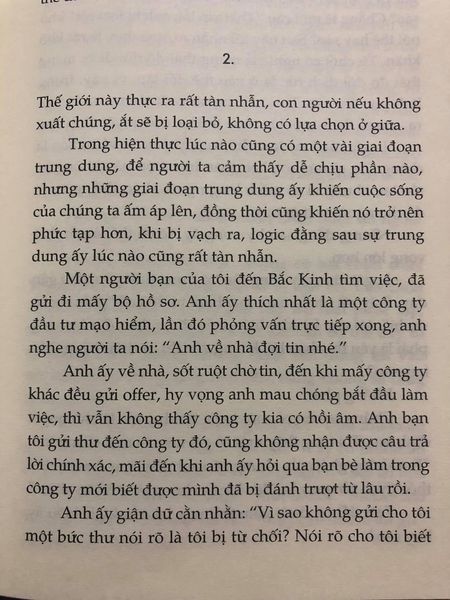 2.
Thế giới này thực ra rất tàn nhẫn, con người nếu không
xuất chúng, ắt sẽ bị loại bỏ, không có lựa chọn ở giữa.
Trong hiện thực lúc nào cũng có một vài giai đoạn
trung dung, để người ta cảm thấy dễ chịu phần nào,
nhưng những giai đoạn trung dung ấy khiến cuộc sống
của chúng ta ấm áp lên, đồng thời cũng khiến nó trở nên
phức tạp hơn, khi bị vạch ra, logic đằng sau sự trung
dung ấy lúc nào cũng rất tàn nhẫn.
Một người bạn của tôi đến Bắc Kinh tìm việc, đã
gửi đi mấy bộ hồ sơ. Anh ấy thích nhất là một công ty
đầu tư mạo hiểm, lần đó phỏng vấn trực tiếp xong, anh
nghe người ta nói: “Anh về nhà đợi tin nhé.”
Anh ấy về nhà, sốt ruột chờ tin, đến khi mấy công ty
khác đều gửi offer, hy vọng anh mau chóng bắt đầu làm
việc, thì vẫn không thấy công ty kia có hồi âm. Anh bạn
tôi gửi thư đến công ty đó, cũng không nhận được câu trả
lời chính xác, mãi đến khi anh ấy hỏi qua bạn bè làm trong
công ty mới biết được mình đã bị đánh trượt từ lâu rồi.
Anh ấy giận dữ cằn nhằn: “Vì sao không gửi cho tôi
một bức thư nói rõ là tôi bị từ chối? Nói rõ cho tôi biết